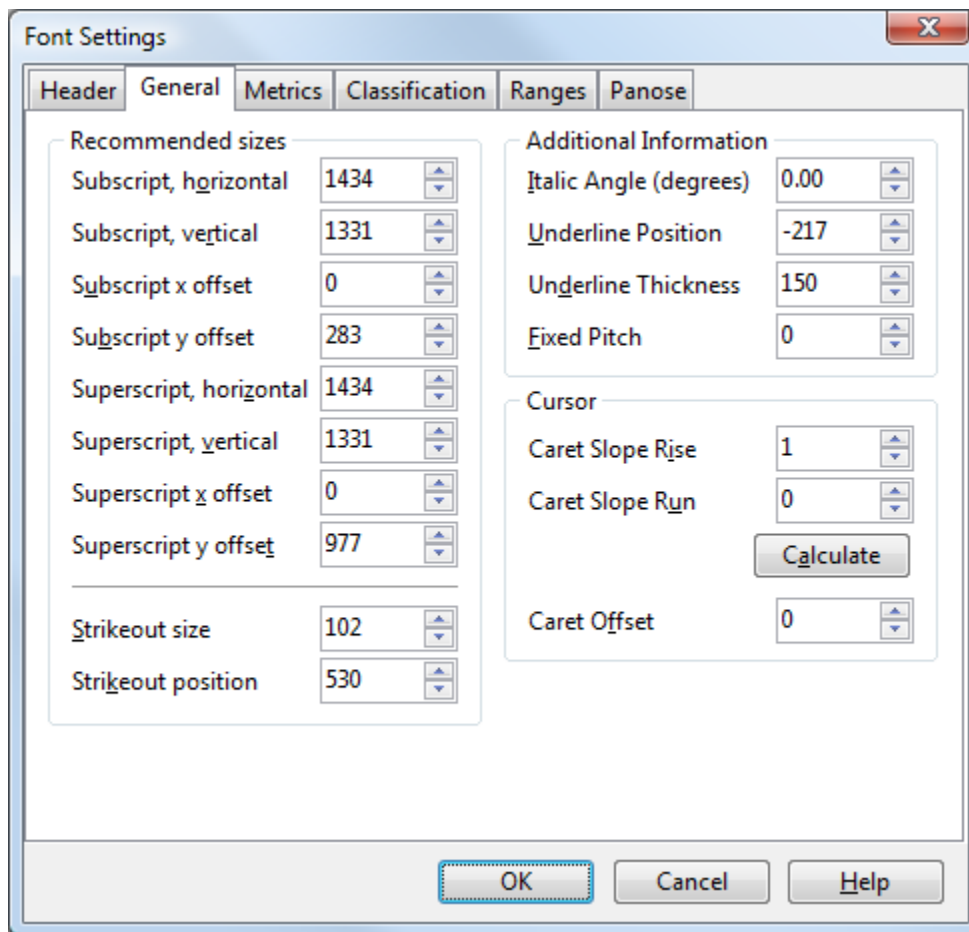 Font Settings
Header General Metrics Classification Ranges Panose
Recommended sizes
Subscript, horizontal 1434
Subscript, vertical 1331
Subscript x offset 0
Subscript y offset 283
Superscript, horizontal 1434
Superscript, vertical 1331
Superscript x offset 0
Superscript y offset 977
Strikeout size 102
Strikeout position 530
Additional Information
Italic Angle (degrees) 0.00
Underline Position -217
Underline Thickness 150
Fixed Pitch 0
Cursor
Caret Slope Rise 1
Caret Slope Run 0
Calculate
Caret Offset 0
OK Cancel Help